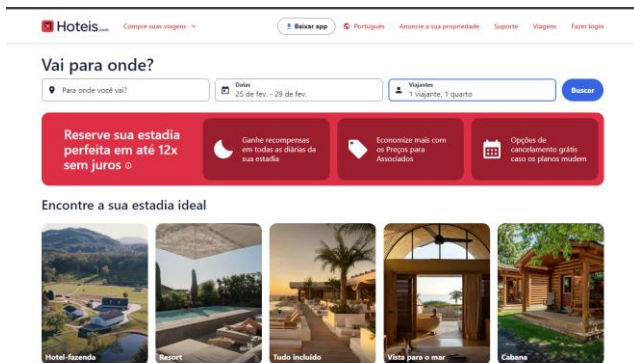 Hoteis.com
Compre suas viagens
Baixar app
Português
Anuncie a sua propriedade
Suporte
Viagens
Fazer login
Vai para onde?
Para onde você vai?
Datas
25 de fev. - 29 de fev.
Viajantes
1 viajante, 1 quarto
Buscar
Reserve sua estadia
perfeita em até 12x
sem juros
Ganhe recompensas
em todas as diárias da
sua estadia
Economize mais com
os Preços para
Associados
Opções de
cancelamento grátis
caso os planos mudem
Encontre a sua estadia ideal
Hotel-fazenda
Resort
Tudo incluído
Vista para o mar
Cabana